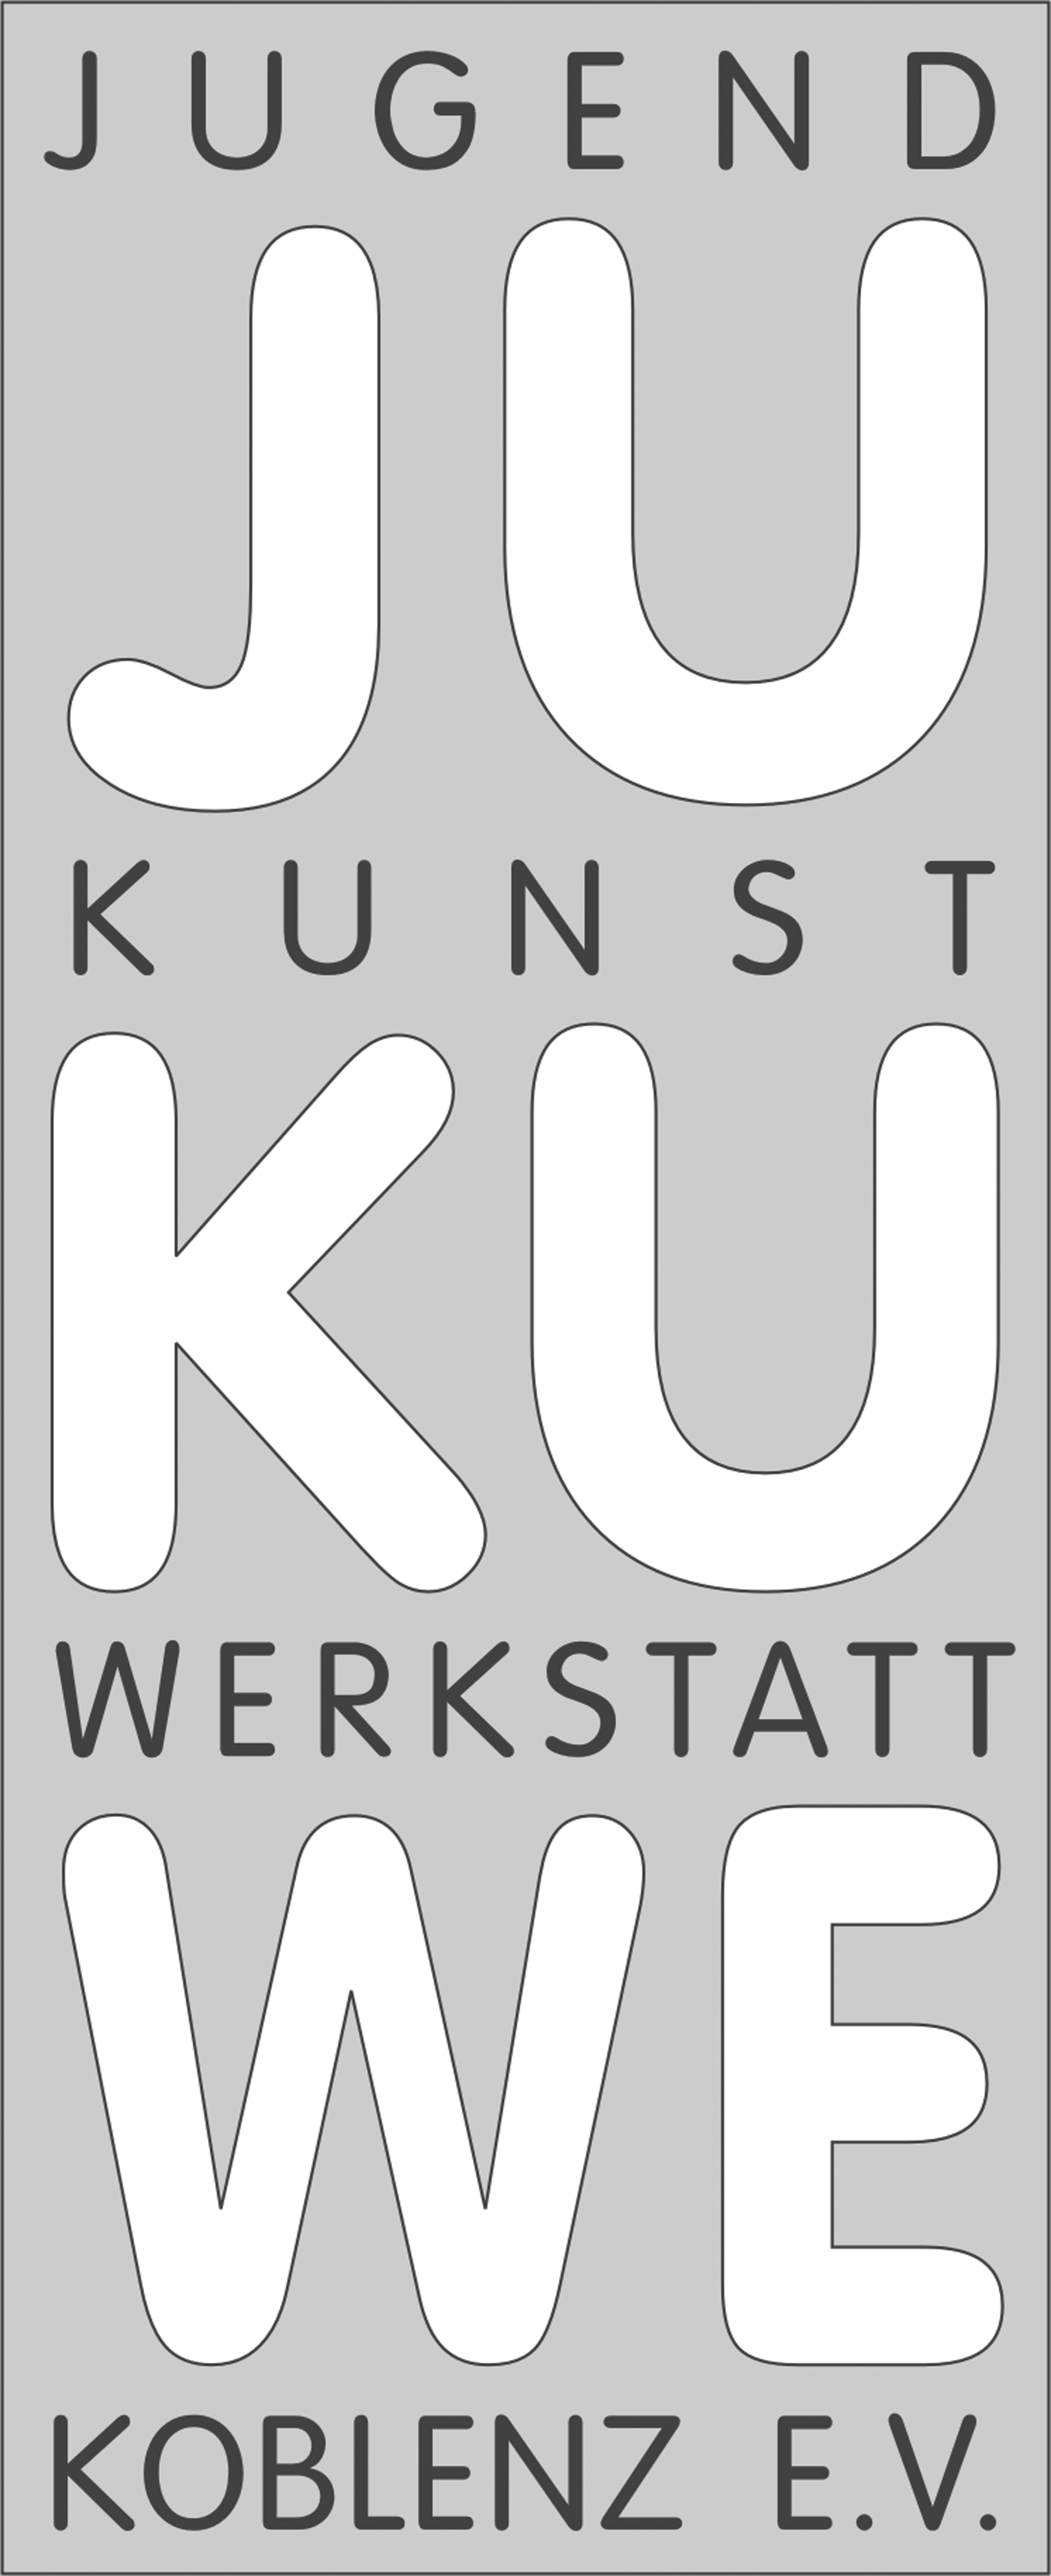 JUGEND
JU
KUNST
KU
WERKSTATT
WE
KOBLENZ E.V.